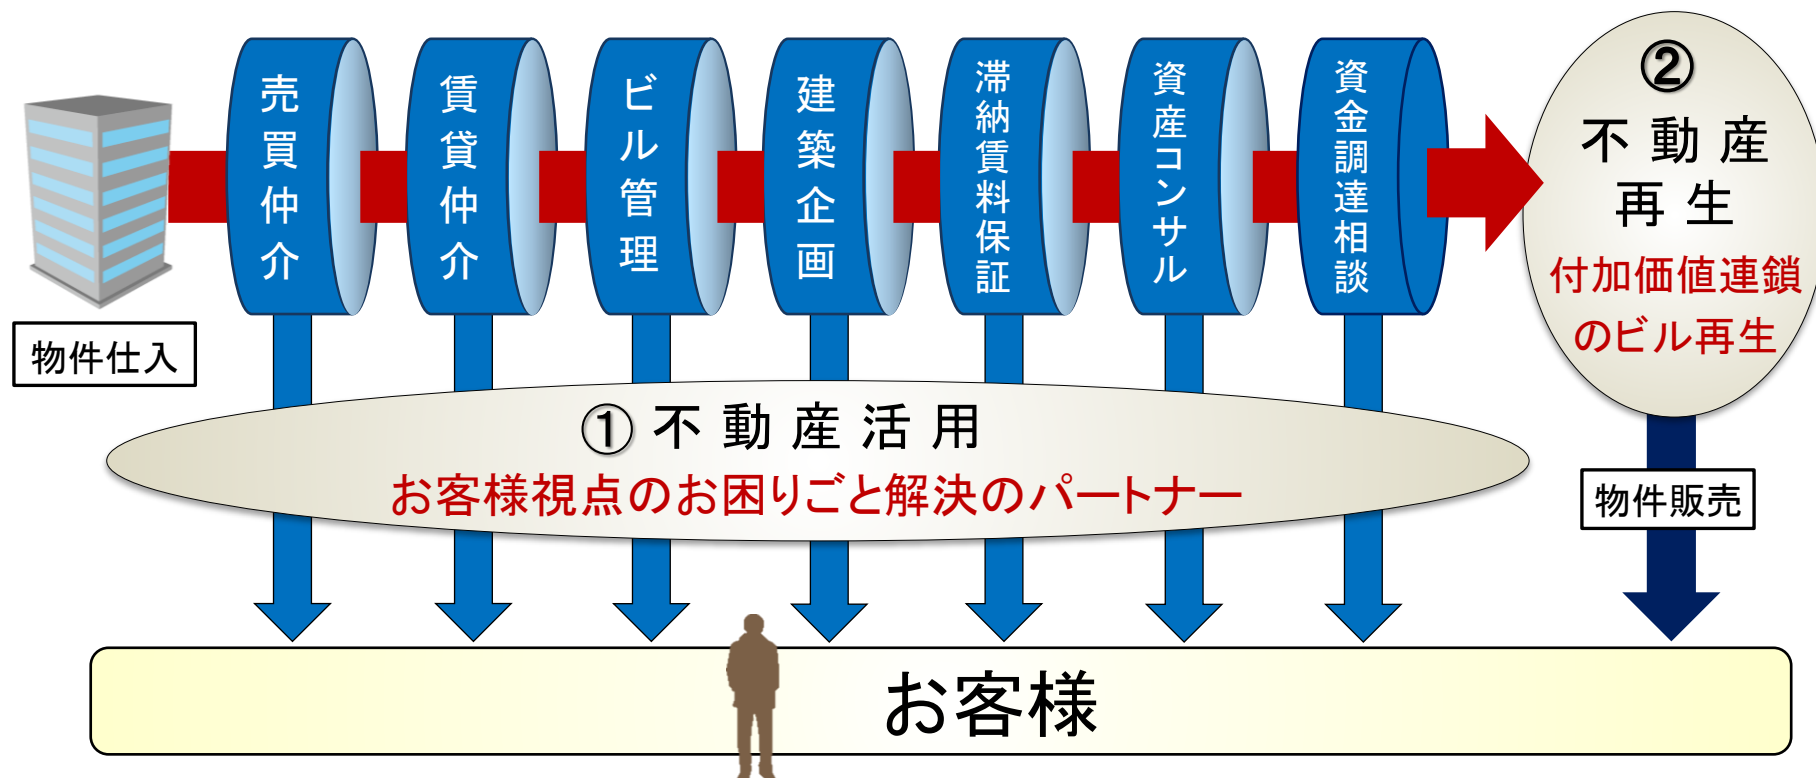 物件仕入
売買仲介
賃貸仲介
ビル管理
建築企画
滞納賃料保証
資産コンサル
資金調達相談
②
不動産
再生
付加価値連鎖
のビル再生
①不動産活用
お客様視点のお困りごと解決のパートナー
物件販売
お客様